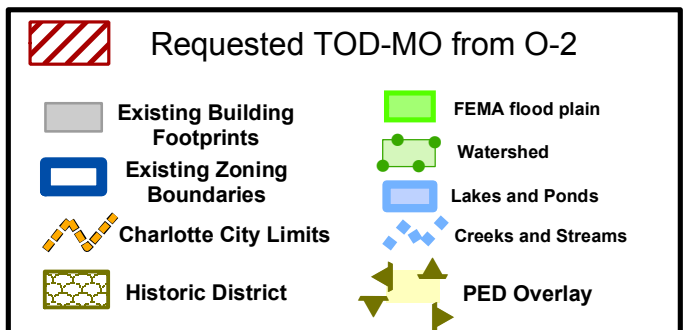 Requested TOD-MO from O-2
Existing Building
Footprints
Existing Zoning
Boundaries
Charlotte City Limits
Historic District
FEMA flood plain
Watershed
Lakes and Ponds
Creeks and Streams
PED Overlay